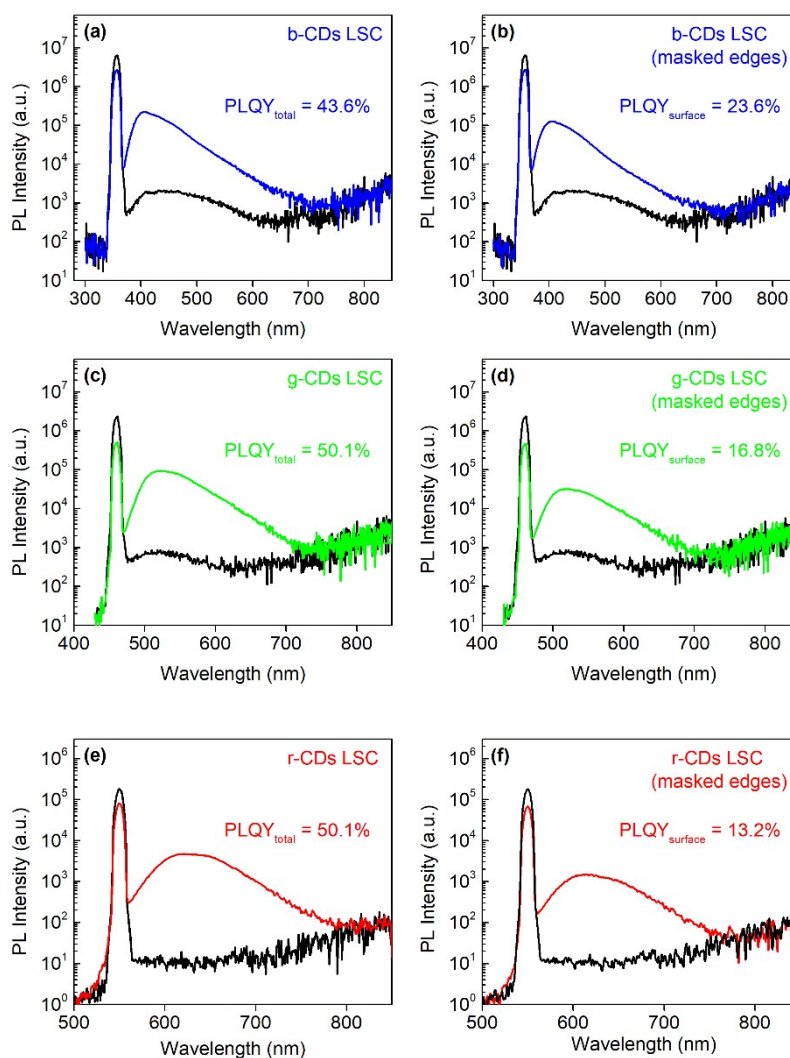 (a) b-CDs LSC
PLQYtotal = 43.6%
PL Intensity (a.u.)
10^7
10^6
10^5
10^4
10^3
10^2
10^1
300 400 500 600 700 800
Wavelength (nm)
(b) b-CDs LSC
(masked edges)
PLQYsurface = 23.6%
PL Intensity (a.u.)
10^7
10^6
10^5
10^4
10^3
10^2
10^1
300 400 500 600 700 800
Wavelength (nm)
(c) g-CDs LSC
PLQYtotal = 50.1%
PL Intensity (a.u.)
10^7
10^6
10^5
10^4
10^3
10^2
10^1
400 500 600 700 800
Wavelength (nm)
(d) g-CDs LSC
(masked edges)
PLQYsurface = 16.8%
PL Intensity (a.u.)
10^7
10^6
10^5
10^4
10^3
10^2
10^1
400 500 600 700 800
Wavelength (nm)
(e) r-CDs LSC
PLQYtotal = 50.1%
PL Intensity (a.u.)
10^6
10^5
10^4
10^3
10^2
10^1
10^0
500 600 700 800
Wavelength (nm)
(f) r-CDs LSC
(masked edges)
PLQYsurface = 13.2%
PL Intensity (a.u.)
10^6
10^5
10^4
10^3
10^2
10^1
10^0
500 600 700 800
Wavelength (nm)